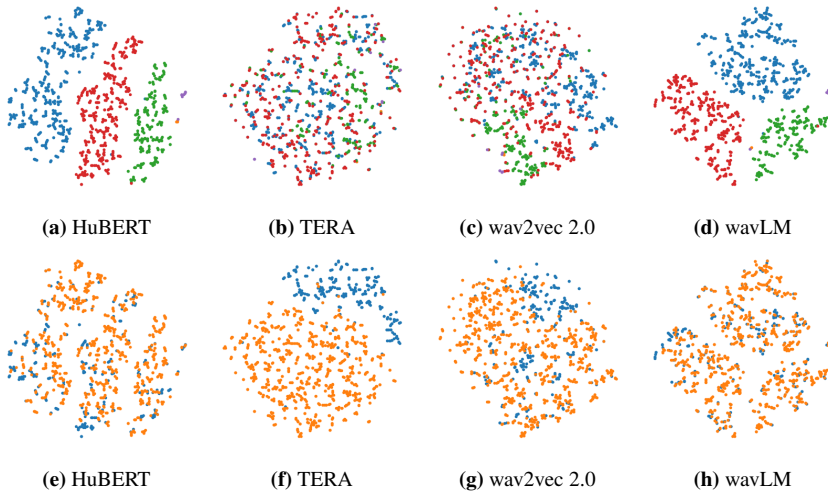 (a) HuBERT (b) TERA (c) wav2vec 2.0 (d) wavLM
(e) HuBERT (f) TERA (g) wav2vec 2.0 (h) wavLM